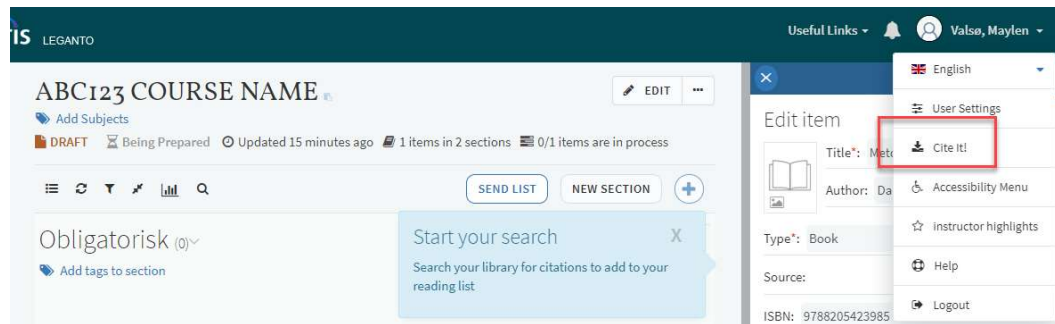 IS LEGANTO
Useful Links
Valsø, Maylen
ABC123 COURSE NAME
EDIT
Add Subjects
DRAFT Being Prepared Updated 15 minutes ago 1 items in 2 sections 0/1 items are in process
SEND LIST
NEW SECTION
Obligatorisk (0)
Add tags to section
Start your search X
Search your library for citations to add to your
reading list
Edit item
Title*:
Author: Da
Type*: Book
Source:
ISBN: 9788205423985
English
User Settings
Cite It!
Accessibility Menu
instructor highlights
Help
Logout